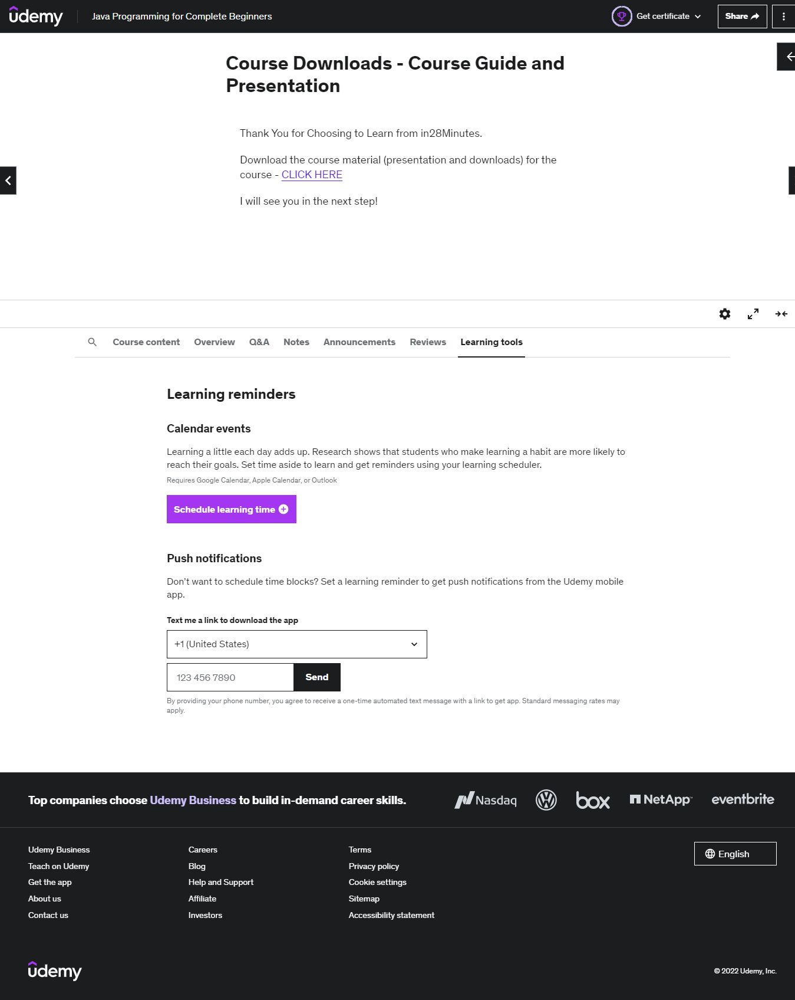 udemy
Java Programming for Complete Beginners
Get certificate
Share
Course Downloads - Course Guide and
Presentation
Thank You for Choosing to Learn from in28Minutes.
Download the course material (presentation and downloads) for the
course - CLICK HERE
I will see you in the next step!
Course content
Overview
Q&A
Notes
Announcements
Reviews
Learning tools
Learning reminders
Calendar events
Learning a little each day adds up. Research shows that students who make learning a habit are more likely to
reach their goals. Set time aside to learn and get reminders using your learning scheduler.
Requires Google Calendar, Apple Calendar, or Outlook
Schedule learning time
Push notifications
Don't want to schedule time blocks? Set a learning reminder to get push notifications from the Udemy mobile
app.
Text me a link to download the app
+1 (United States)
123 456 7890
Send
By providing your phone number, you agree to receive a one-time automated text message with a link to get app. Standard messaging rates may
apply.
Top companies choose Udemy Business to build in-demand career skills.
Nasdaq
box
NetApp
eventbrite
Udemy Business
Teach on Udemy
Get the app
About us
Contact us
Careers
Blog
Help and Support
Affiliate
Investors
Terms
Privacy policy
Cookie settings
Sitemap
Accessibility statement
English
udemy
© 2022 Udemy, Inc.